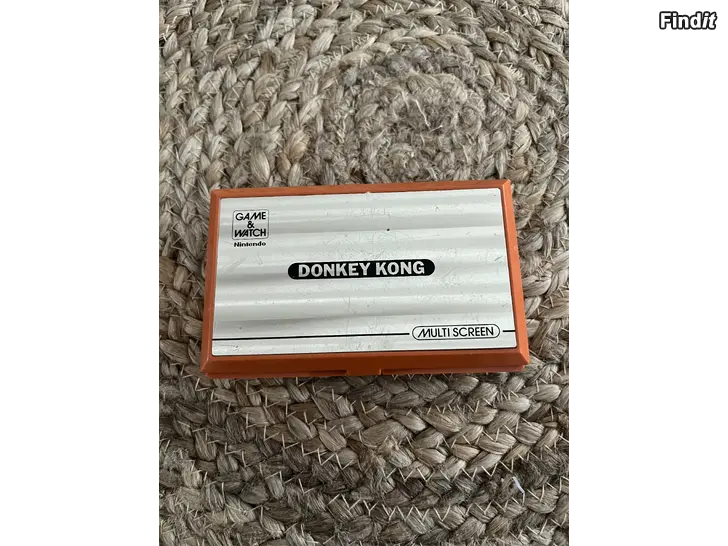 Findit
GAME
&
WATCH
Nintendo
DONKEY KONG
MULTI SCREEN